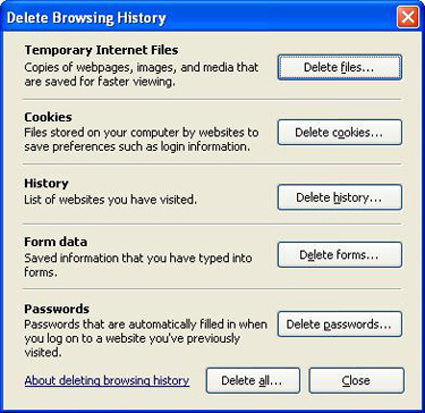 Delete Browsing History
Temporary Internet Files
Copies of webpages, images, and media that
are saved for faster viewing.
Delete files...
Cookies
Files stored on your computer by websites to
save preferences such as login information.
Delete cookies...
History
List of websites you have visited.
Delete history...
Form data
Saved information that you have typed into
forms.
Delete forms...
Passwords
Passwords that are automatically filled in when
you log on to a website you've previously
visited.
Delete passwords...
About deleting browsing history
Delete all...
Close